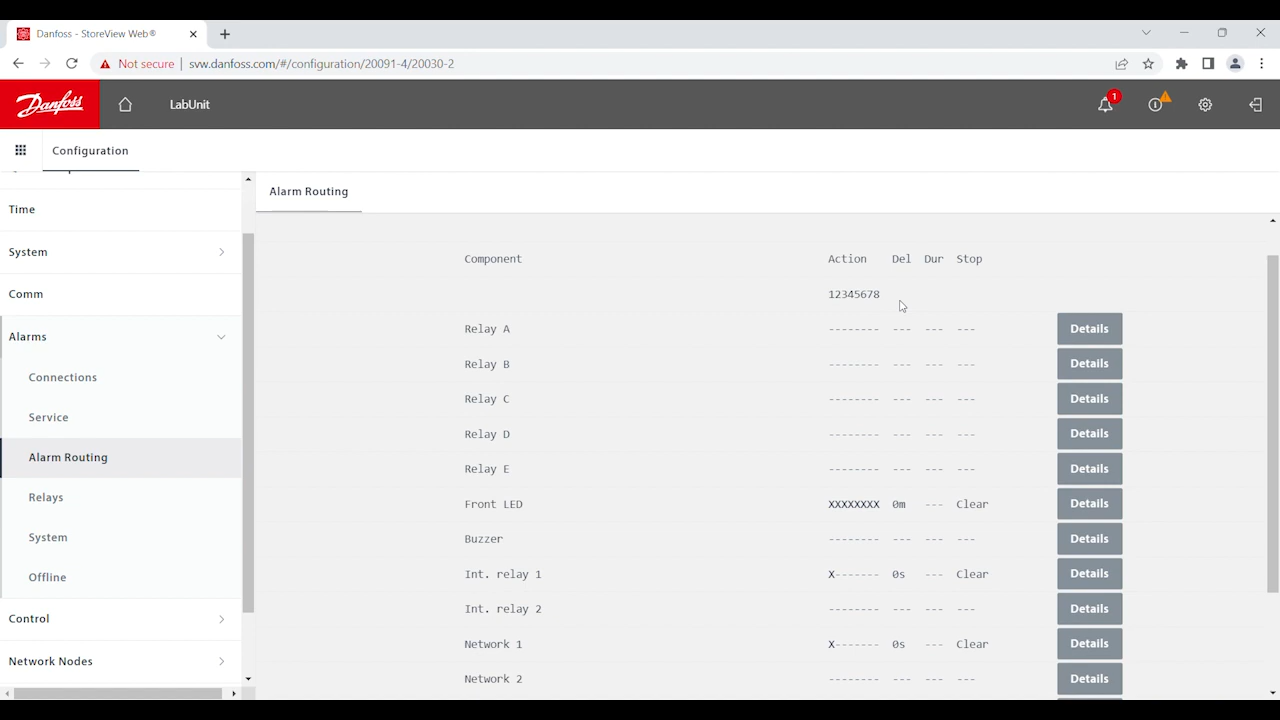 Danfoss - StoreView Web®
Not secure | svw.danfoss.com/#/configuration/20091-4/20030-2
Danfoss
LabUnit
1
Configuration
Alarm Routing
Time
System
Comm
Alarms
Connections
Service
Alarm Routing
Relays
System
Offline
Control
Network Nodes
Component Action Del Dur Stop
12345678
Relay A -------- --- --- --- Details
Relay B -------- --- --- --- Details
Relay C -------- --- --- --- Details
Relay D -------- --- --- --- Details
Relay E -------- --- --- --- Details
Front LED XXXXXXXX 0m --- Clear Details
Buzzer -------- --- --- --- Details
Int. relay 1 X------- 0s --- Clear Details
Int. relay 2 -------- --- --- --- Details
Network 1 X------- 0s --- Clear Details
Network 2 -------- --- --- --- Details